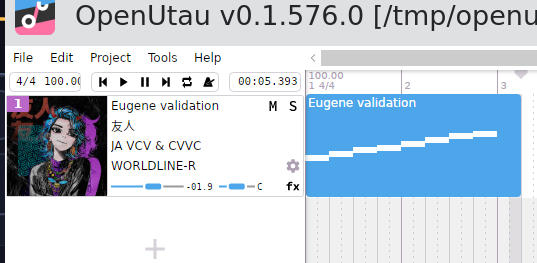 OpenUtau v0.1.576.0 [/tmp/openu
File Edit Project Tools Help
4/4 100.00 00:05.393
100.00
1 4/4 2 3
1 Eugene validation M S
Eugene validation
友人
JA VCV & CVVC
WORLDLINE-R
-01.9 C fx